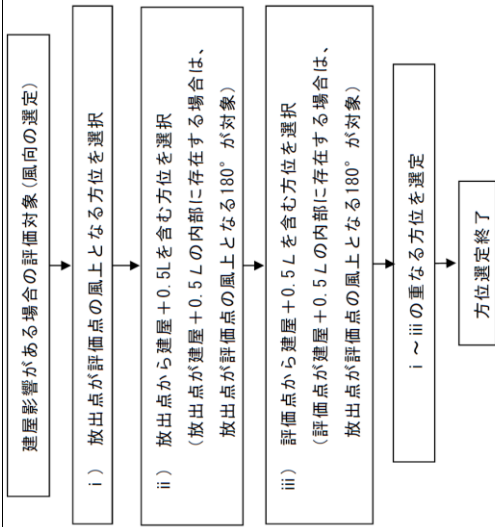 建屋影響がある場合の評価対象(風向の選定)
ⅰ) 放出点が評価点の風上となる方位を選択
ⅱ) 放出点から建屋＋0.5Lを含む方位を選択
(放出点が建屋＋0.5Lの内部に存在する場合は、
放出点が評価点の風上となる180°が対象)
ⅲ) 評価点から建屋＋0.5Lを含む方位を選択
(評価点が建屋＋0.5Lの内部に存在する場合は、
放出点が評価点の風上となる180°が対象)
ⅰ～ⅲの重なる方位を選定
方位選定終了